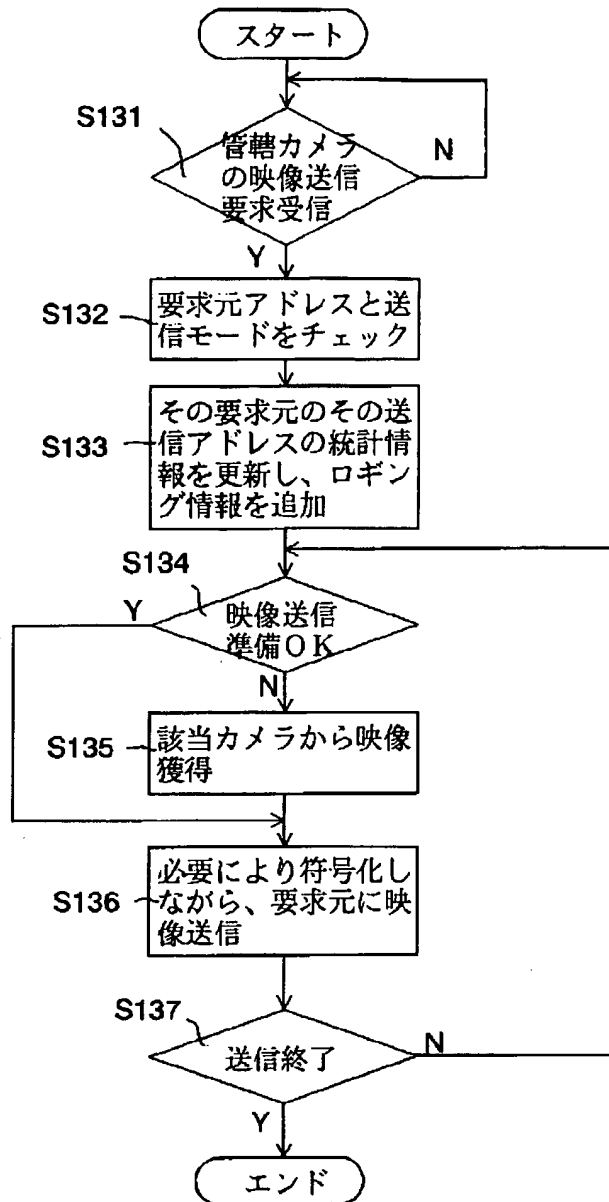 スタート
S131
管轄カメラ
の映像送信
要求受信
N
Y
S132
要求元アドレスと送
信モードをチェック
S133
その要求元のその送
信アドレスの統計情
報を更新し、ロギン
グ情報を追加
S134
Y
映像送信
準備OK
N
S135
該当カメラから映像
獲得
S136
必要により符号化し
ながら、要求元に映
像送信
S137
送信終了
N
Y
エンド